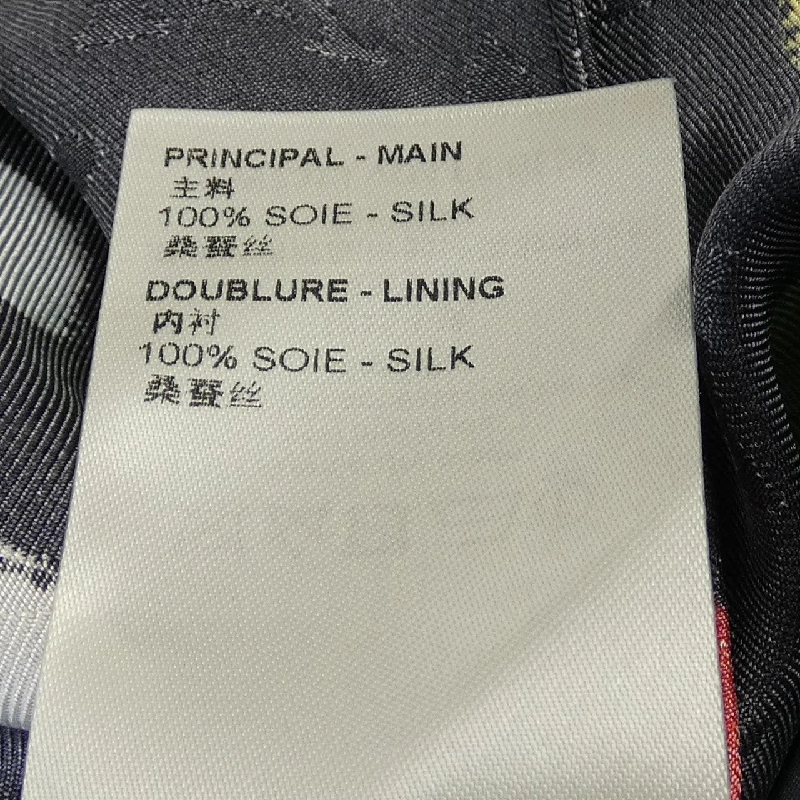 PRINCIPAL - MAIN
主料
100% SOIE - SILK
桑蚕丝
DOUBLURE - LINING
内衬
100% SOIE - SILK
桑蚕丝